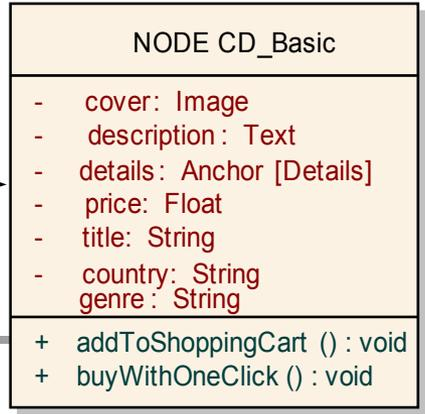 NODE CD_Basic
- cover: Image
- description: Text
- details: Anchor [Details]
- price: Float
- title: String
- country: String
genre: String
+ addToShoppingCart () : void
+ buyWithOneClick () : void